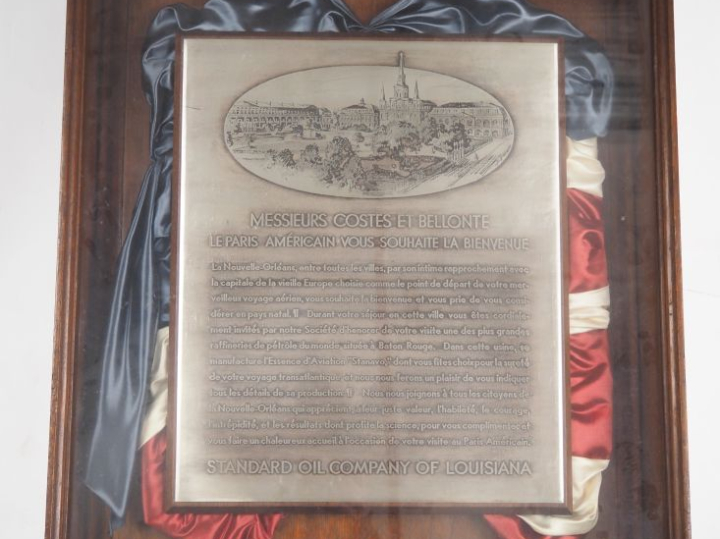 MESSIEURS COSTES ET BELLONTE
LE PARIS AMÉRICAIN VOUS SOUHAITE LA BIENVENUE
La Nouvelle-Orléans, entre toutes les villes, par son intime rapprochement avec
la capitale de la vieille Europe choisie comme le point de départ de votre mer-
veilleux voyage aérien, vous souhaite la bienvenue et vous prie de vous consi-
dérer en pays natal. ¶ Durant votre séjour en cette ville vous êtes cordiale-
ment invités par notre Société d'honorer de votre visite une des plus grandes
raffineries de pétrole du monde, située à Baton Rouge. Dans cette usine, se
manufacture l'Essence d'Aviation "Stanavo," dont vous fîtes choix pour la sûreté
de votre voyage transatlantique et nous nous ferons un plaisir de vous indiquer
tous les détails de sa production. ¶ Nous nous joignons à tous les citoyens de
la Nouvelle-Orléans qui apprécient à leur juste valeur, l'habileté, le courage,
l'intrépidité, et les résultats dont profite la science, pour vous complimenter et
vous faire un chaleureux accueil à l'occasion de votre visite au Paris Américain.
STANDARD OIL COMPANY OF LOUISIANA